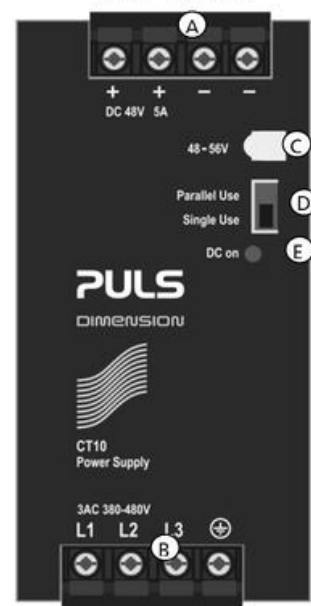 A
+ + - -
DC 48V 5A
48-56V C
Parallel Use
D
Single Use
DC on E
PULS
DIMENSION
CT10
Power Supply
3AC 380-480V
L1 L2 L3
B